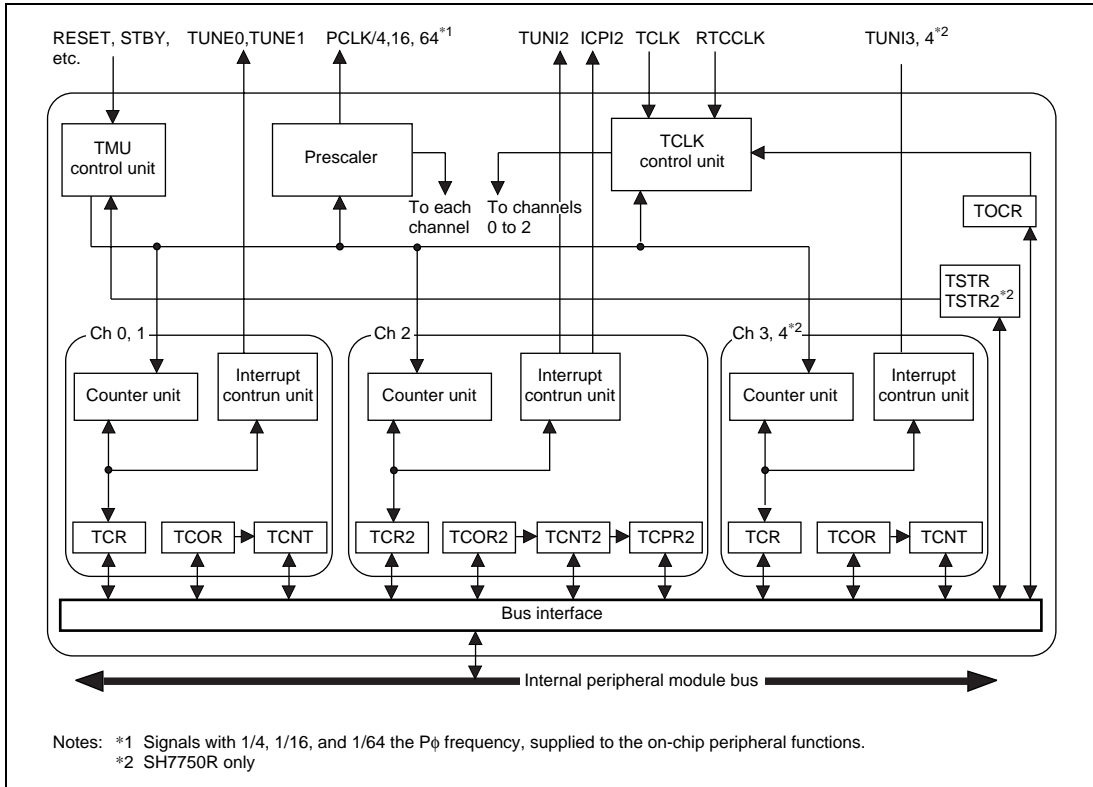 RESET, STBY,
etc.
TUNE0,TUNE1
PCLK/4,16, 64*1
TUNI2
ICPI2
TCLK
RTCCLK
TUNI3, 4*2
TMU
control unit
Prescaler
TCLK
control unit
To each
channel
To channels
0 to 2
TOCR
TSTR
TSTR2*2
Ch 0, 1
Counter unit
Interrupt
contrun unit
TCR
TCOR
TCNT
Ch 2
Counter unit
Interrupt
contrun unit
TCR2
TCOR2
TCNT2
TCPR2
Ch 3, 4*2
Counter unit
Interrupt
contrun unit
TCR
TCOR
TCNT
Bus interface
Internal peripheral module bus
Notes: *1 Signals with 1/4, 1/16, and 1/64 the Pϕ frequency, supplied to the on-chip peripheral functions.
*2 SH7750R only